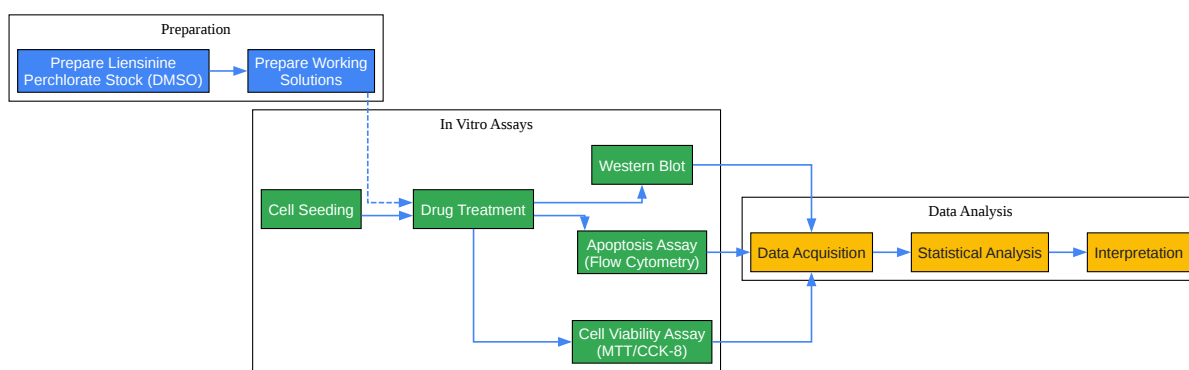 Preparation
Prepare Liensinine
Perchlorate Stock (DMSO)
Prepare Working
Solutions
In Vitro Assays
Cell Seeding
Drug Treatment
Western Blot
Apoptosis Assay
(Flow Cytometry)
Cell Viability Assay
(MTT/CCK-8)
Data Analysis
Data Acquisition
Statistical Analysis
Interpretation